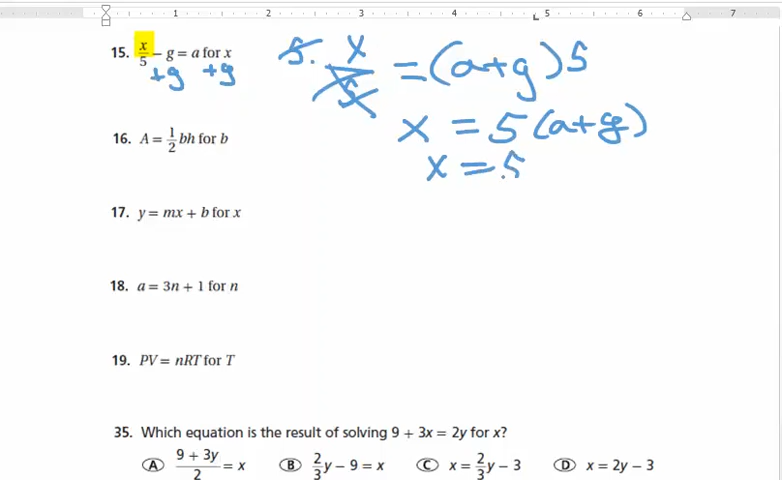 1 2 3 4 5 6 7
15. x/5 – g = a for x
+g +g
5. x/5 = (a+g)5
x = 5(a+g)
x = 5
16. A = 1/2 bh for b
17. y = mx + b for x
18. a = 3n + 1 for n
19. PV = nRT for T
35. Which equation is the result of solving 9 + 3x = 2y for x?
A (9 + 3y)/2 = x B 2/3y – 9 = x C x = 2/3y – 3 D x = 2y – 3